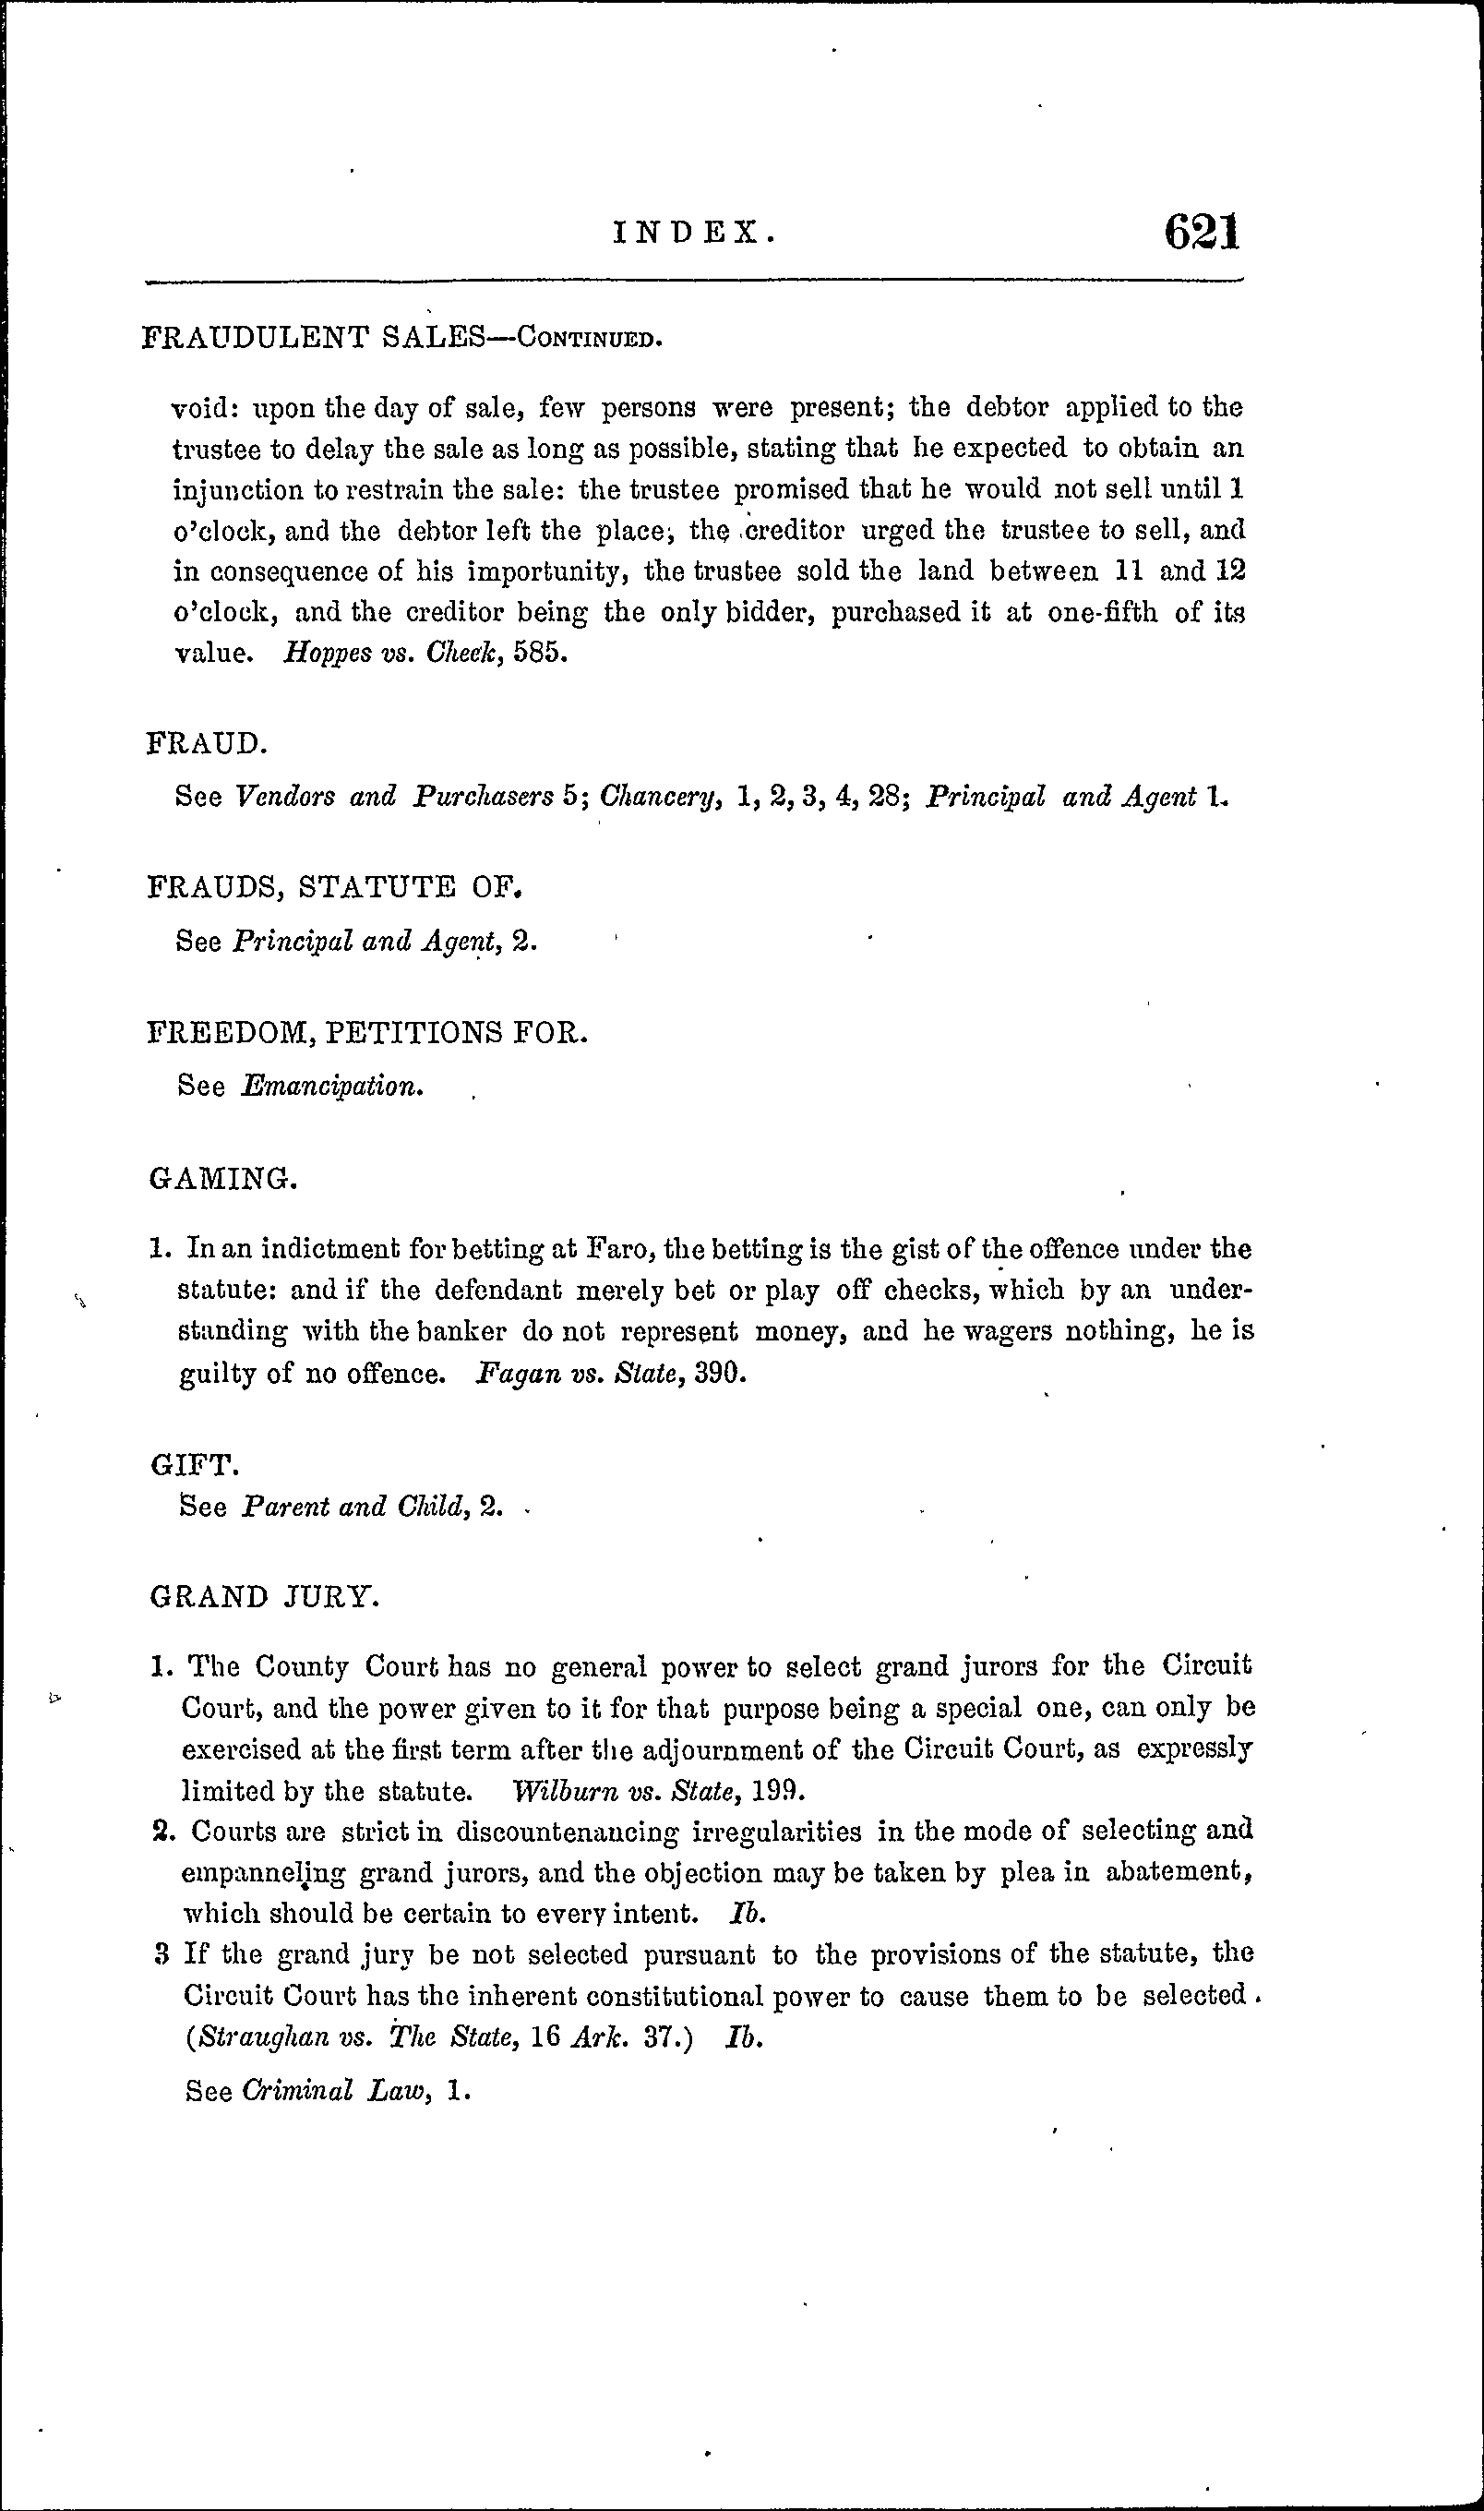 INDEX. 621
FRAUDULENT SALES—CONTINUED.
void: upon the day of sale, few persons were present; the debtor applied to the
trustee to delay the sale as long as possible, stating that he expected to obtain an
injunction to restrain the sale: the trustee promised that he would not sell until 1
o'clock, and the debtor left the place; the creditor urged the trustee to sell, and
in consequence of his importunity, the trustee sold the land between 11 and 12
o'clock, and the creditor being the only bidder, purchased it at one-fifth of its
value. Hoppes vs. Cheek, 585.
FRAUD.
See Vendors and Purchasers 5; Chancery, 1, 2, 3, 4, 28; Principal and Agent 1.
FRAUDS, STATUTE OF.
See Principal and Agent, 2.
FREEDOM, PETITIONS FOR.
See Emancipation.
GAMING.
1. In an indictment for betting at Faro, the betting is the gist of the offence under the
statute: and if the defendant merely bet or play off checks, which by an under-
standing with the banker do not represent money, and he wagers nothing, he is
guilty of no offence. Fagan vs. State, 390.
GIFT.
See Parent and Child, 2.
GRAND JURY.
1. The County Court has no general power to select grand jurors for the Circuit
Court, and the power given to it for that purpose being a special one, can only be
exercised at the first term after the adjournment of the Circuit Court, as expressly
limited by the statute. Wilburn vs. State, 199.
2. Courts are strict in discountenancing irregularities in the mode of selecting and
empanneling grand jurors, and the objection may be taken by plea in abatement,
which should be certain to every intent. Ib.
3 If the grand jury be not selected pursuant to the provisions of the statute, the
Circuit Court has the inherent constitutional power to cause them to be selected.
(Straughan vs. The State, 16 Ark. 37.) Ib.
See Criminal Law, 1.